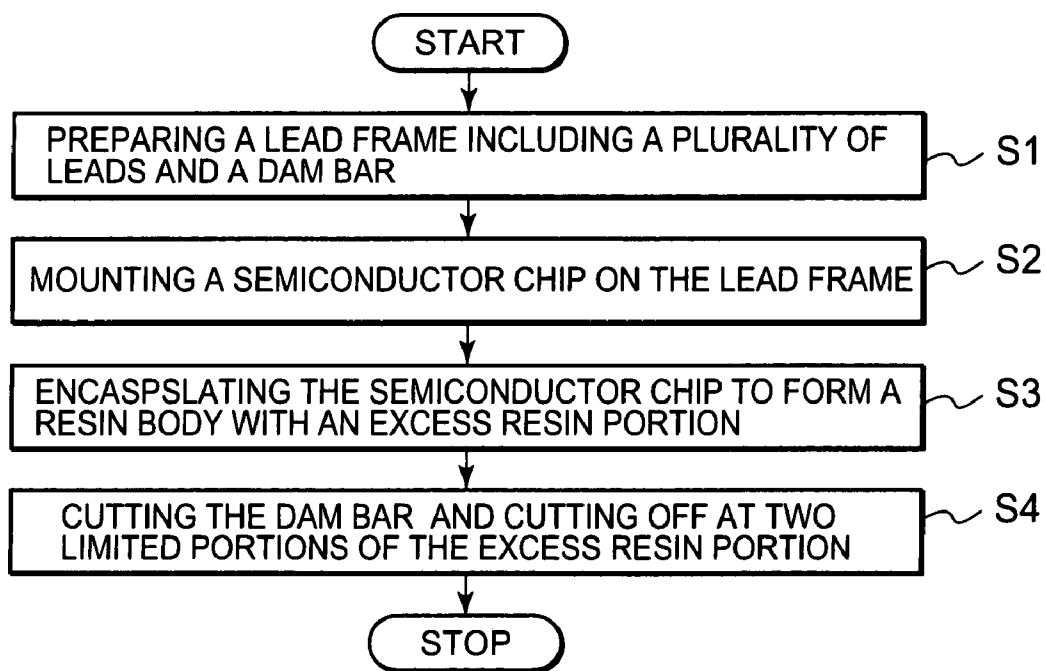 START
PREPARING A LEAD FRAME INCLUDING A PLURALITY OF
LEADS AND A DAM BAR
S1
MOUNTING A SEMICONDUCTOR CHIP ON THE LEAD FRAME
S2
ENCASPSLATING THE SEMICONDUCTOR CHIP TO FORM A
RESIN BODY WITH AN EXCESS RESIN PORTION
S3
CUTTING THE DAM BAR AND CUTTING OFF AT TWO
LIMITED PORTIONS OF THE EXCESS RESIN PORTION
S4
STOP